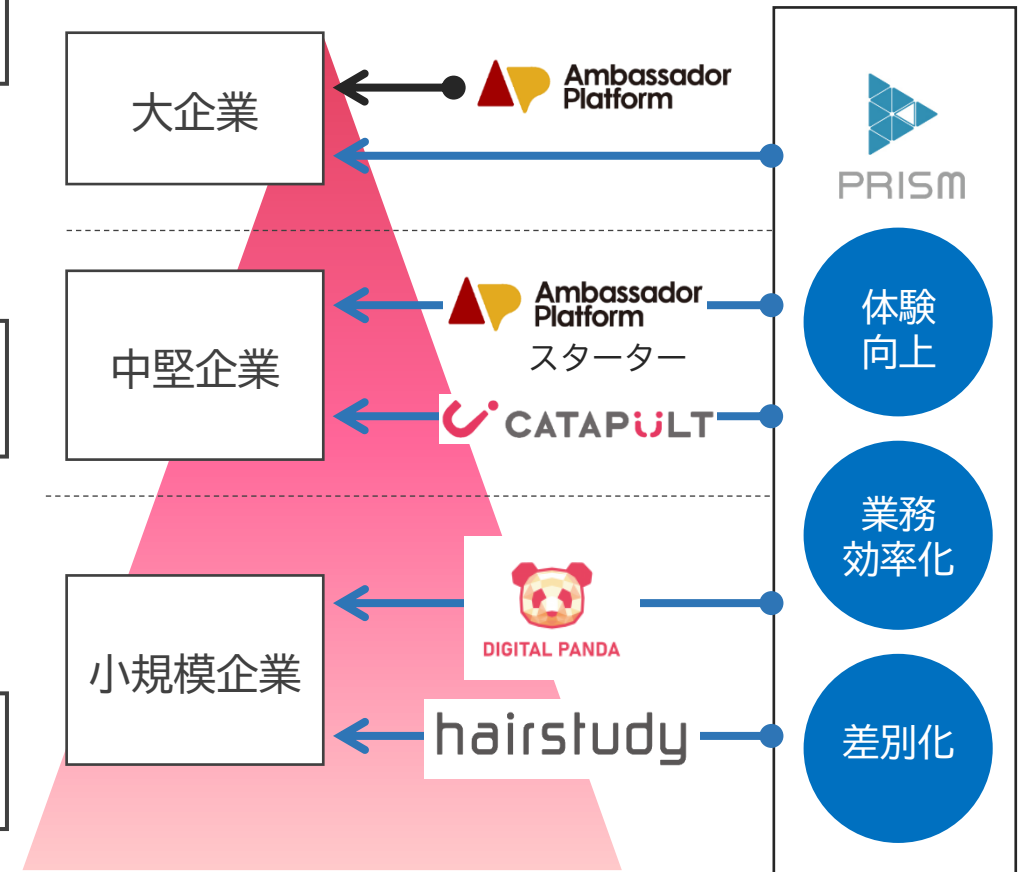 大企業
Ambassador
Platform
PRISM
中堅企業
Ambassador
Platform
スターター
CATAPULT
体験
向上
業務
効率化
小規模企業
DIGITAL PANDA
hairstudy
差別化